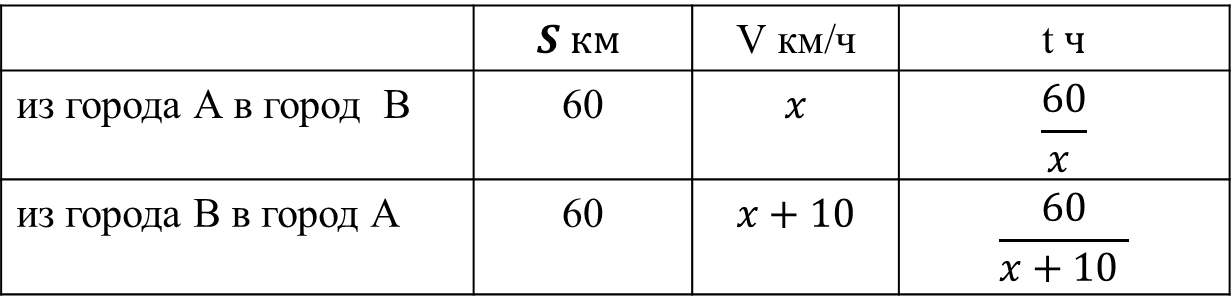 S км V км/ч t ч
из города А в город В 60 x 60/x
из города В в город А 60 x + 10 60/(x + 10)